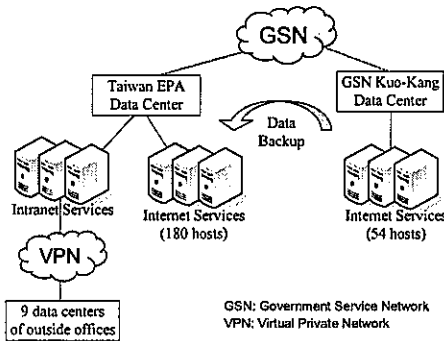 GSN
Taiwan EPA
Data Center
GSN Kuo-Kang
Data Center
Data
Backup
Intranet Services
Internet Services
(180 hosts)
Internet Services
(54 hosts)
VPN
9 data centers
of outside offices
GSN: Government Service Network
VPN: Virtual Private Network